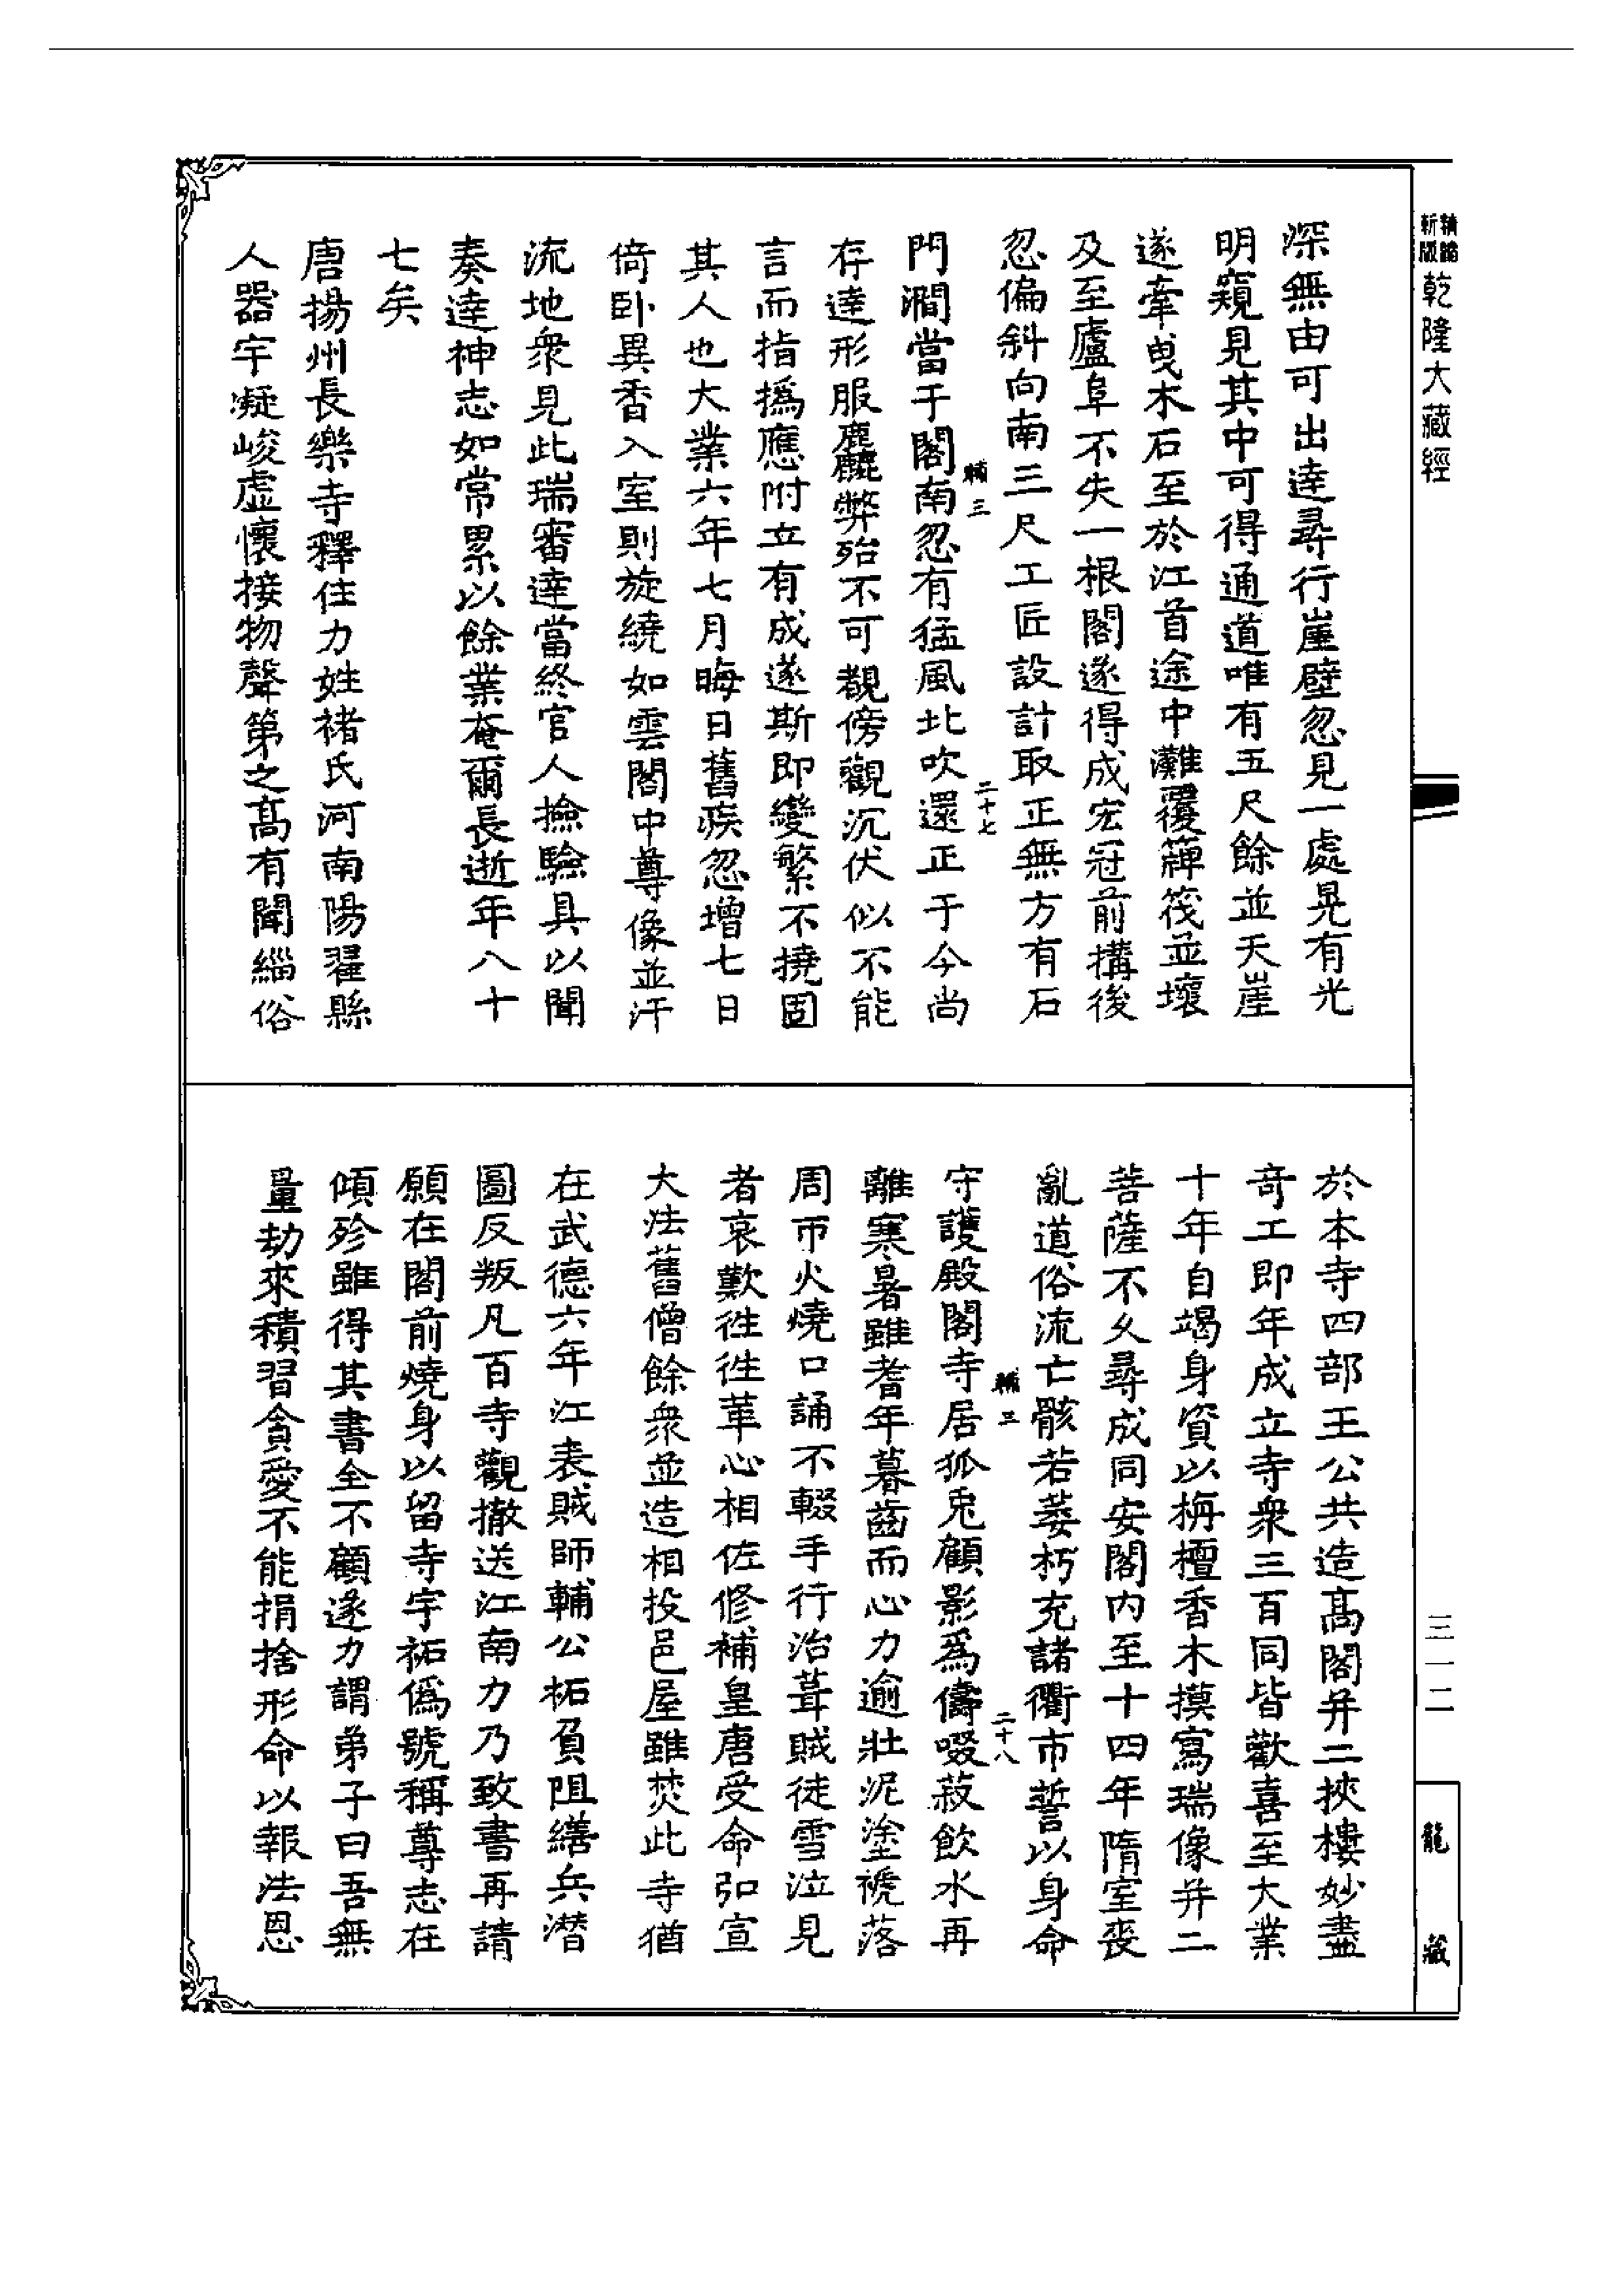 乾隆大藏經
深無由可出達尋行崖壁忽見一處晃有光
明窺見其中可得通道唯有五尺餘並天崖
遂牽曳木石至於江首途中灘覆簰筏並壞
及至廬阜不失一根閣遂得成宏冠前搆後
忽偏斜向南三尺工匠設計取正無方有石
門澗當于閣南忽有猛風北吹還正于今尚
輔三
二十七
存達形服麤弊殆不可覩傍觀沉伏似不能
言而指撝應附立有成遂斯即變繁不撓固
其人也大業六年七月晦日舊疾忽增七日
倚卧異香入室則旋繞如雲閣中尊像並汗
流地衆見此瑞審達當終官人撿驗具以聞
奏達神志如常累以餘業奄爾長逝年八十
七矣
唐揚州長樂寺釋住力姓褚氏河南陽翟縣
人器宇凝峻虛懷接物聲第之高有聞緇俗
於本寺四部王公共造高閣并二挾樓妙盡
奇工即年成立寺衆三百同皆歡喜至大業
十年自竭身資以栴檀香木摸寫瑞像并二
菩薩不久尋成同安閣内至十四年隋室喪
亂道俗流亡骸若萎朽充諸衢市誓以身命
輔三
二十八
守護殿閣寺居狐兎顧影爲儔啜菽飲水再
離寒暑雖耆年暮齒而心力逾壯泥塗褫落
周帀火燒口誦不輟手行治葺賊徒雪泣見
者哀歎徃徃革心相佐修補皇唐受命弘宣
大法舊僧餘衆並造相投邑屋雖焚此寺猶
在武德六年江表賊師輔公祏負阻繕兵潛
圖反叛凡百寺觀撤送江南力乃致書再請
願在閣前燒身以留寺宇祏僞號稱尊志在
傾殄雖得其書全不顧遂力謂弟子曰吾無
量劫來積習貪愛不能捐捨形命以報法恩
三一二
龍藏